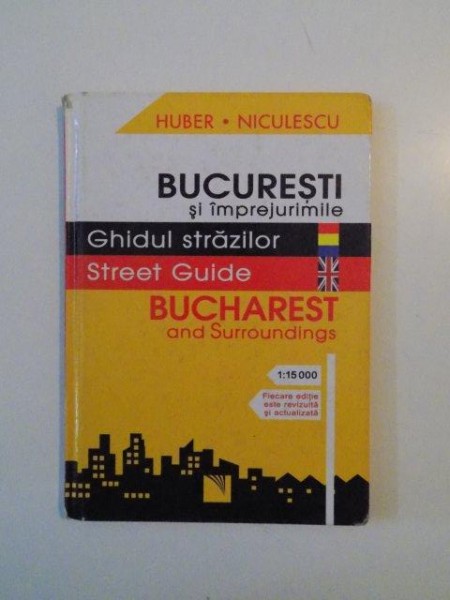 HUBER • NICULESCU
BUCUREȘTI
și împrejurimile
Ghidul străzilor
Street Guide
BUCHAREST
and Surroundings
1:15 000
Fiecare ediție
este revizuită
și actualizată